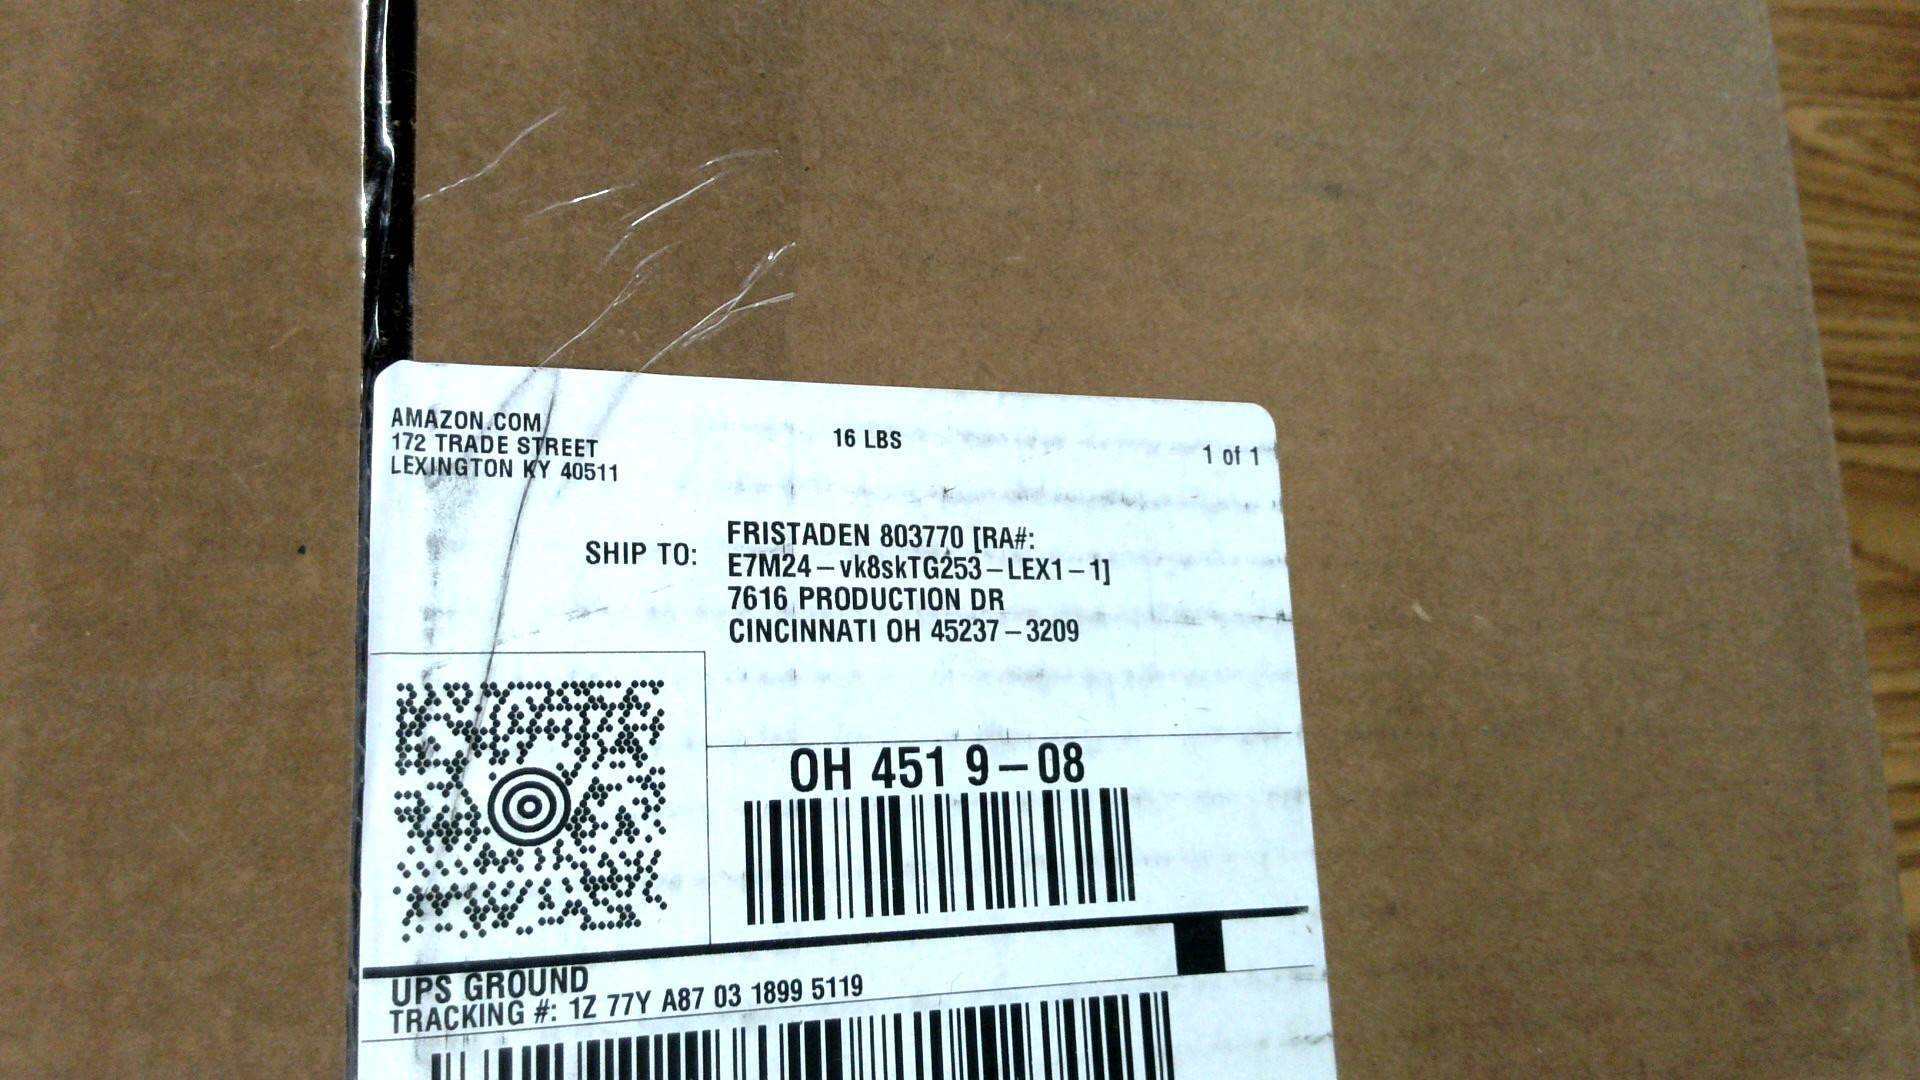 AMAZON.COM
172 TRADE STREET
LEXINGTON KY 40511
16 LBS
1 of 1
SHIP TO:
FRISTADEN 803770 [RA#:
E7M24-vk8skTG253-LEX1-1]
7616 PRODUCTION DR
CINCINNATI OH 45237-3209
OH 451 9-08
UPS GROUND
TRACKING #: 1Z 77Y A87 03 1899 5119